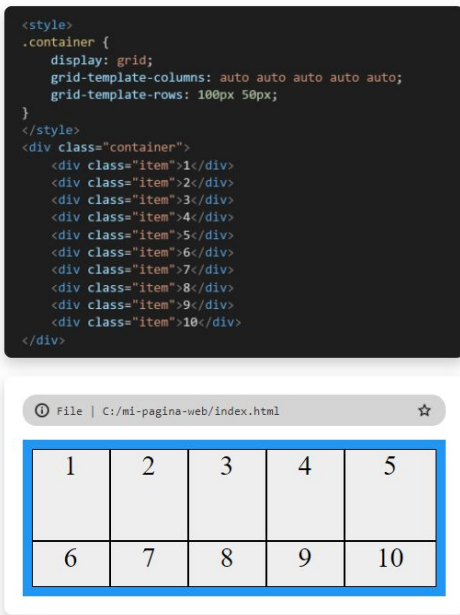 <style>
.container {
    display: grid;
    grid-template-columns: auto auto auto auto auto;
    grid-template-rows: 100px 50px;
}
</style>
<div class="container">
    <div class="item">1</div>
    <div class="item">2</div>
    <div class="item">3</div>
    <div class="item">4</div>
    <div class="item">5</div>
    <div class="item">6</div>
    <div class="item">7</div>
    <div class="item">8</div>
    <div class="item">9</div>
    <div class="item">10</div>
</div>
File | C:/mi-pagina-web/index.html
1 2 3 4 5
6 7 8 9 10